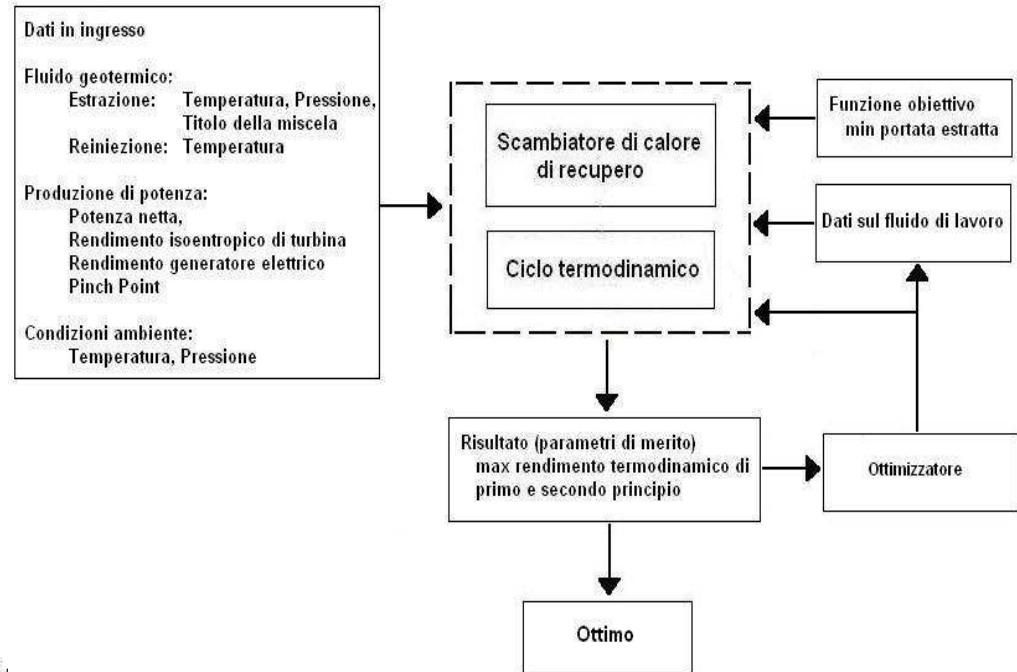 Dati in ingresso
Fluido geotermico:
Estrazione: Temperatura, Pressione,
Titolo della miscela
Reiniezione: Temperatura
Produzione di potenza:
Potenza netta,
Rendimento isoentropico di turbina
Rendimento generatore elettrico
Pinch Point
Condizioni ambiente:
Temperatura, Pressione
Scambiatore di calore
di recupero
Ciclo termodinamico
Funzione obiettivo
min portata estratta
Dati sul fluido di lavoro
Risultato (parametri di merito)
max rendimento termodinamico di
primo e secondo principio
Ottimizzatore
Ottimo